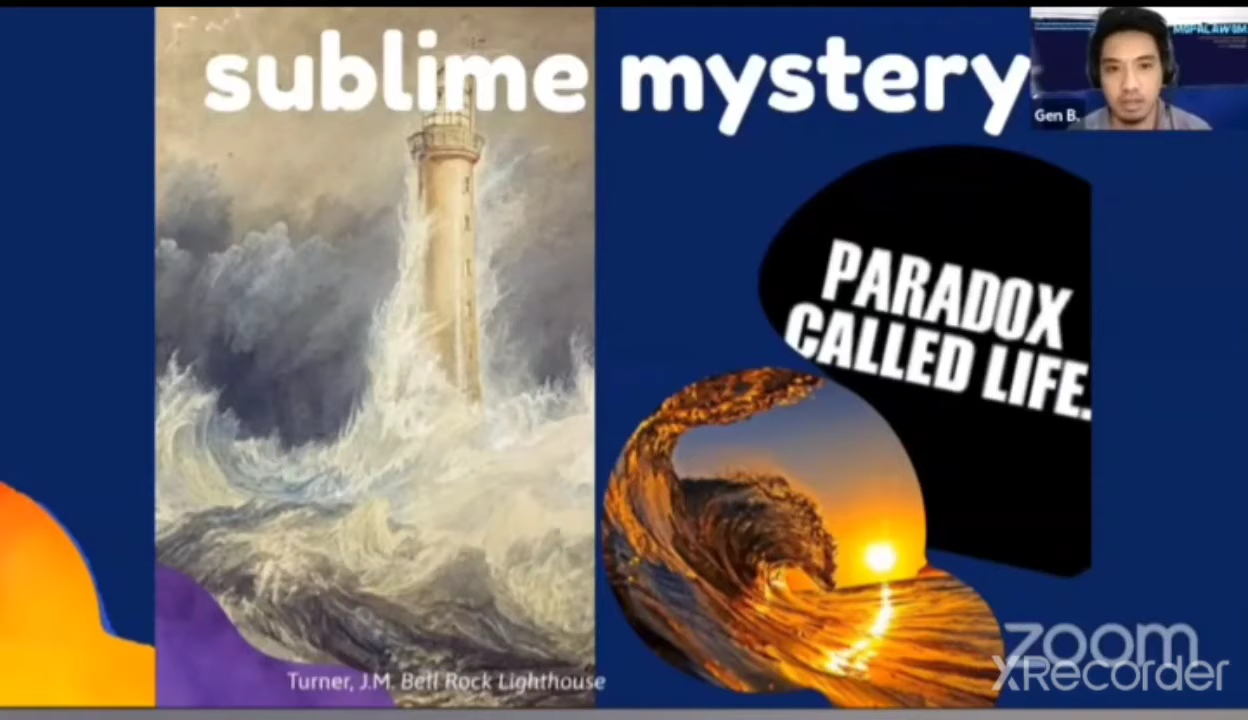 sublime mystery
Gen B.
PARADOX
CALLED LIFE.
Turner, J.M. Bell Rock Lighthouse
zoom
XRecorder